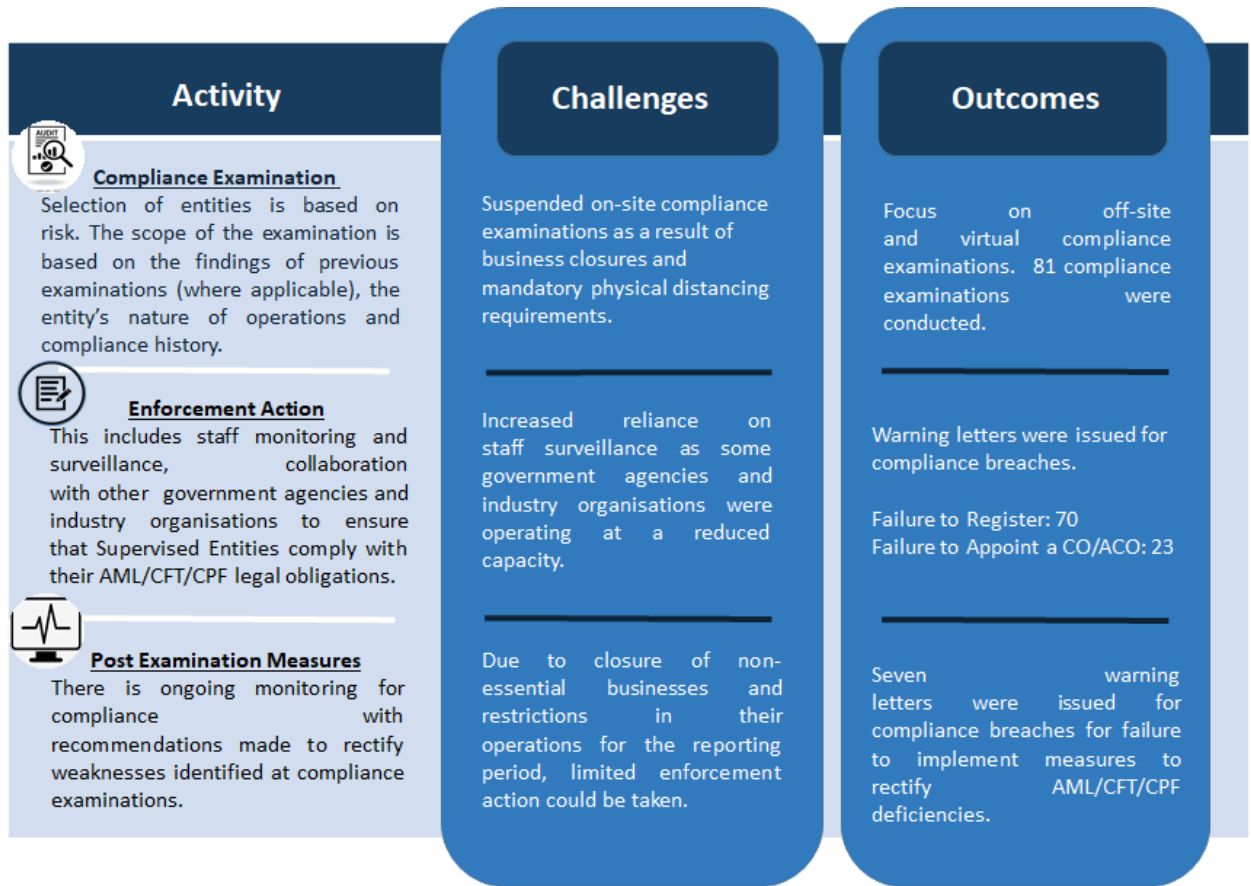 Activity
Challenges
Outcomes
AUDIT
Compliance Examination
Selection of entities is based on
risk. The scope of the examination is
based on the findings of previous
examinations (where applicable), the
entity's nature of operations and
compliance history.
Suspended on-site compliance
examinations as a result of
business closures and
mandatory physical distancing
requirements.
Focus on off-site
and virtual compliance
examinations. 81 compliance
examinations were
conducted.
Enforcement Action
This includes staff monitoring and
surveillance, collaboration
with other government agencies and
industry organisations to ensure
that Supervised Entities comply with
their AML/CFT/CPF legal obligations.
Increased reliance on
staff surveillance as some
government agencies and
industry organisations were
operating at a reduced
capacity.
Warning letters were issued for
compliance breaches.
Failure to Register: 70
Failure to Appoint a CO/ACO: 23
Post Examination Measures
There is ongoing monitoring for
compliance with
recommendations made to rectify
weaknesses identified at compliance
examinations.
Due to closure of non-
essential businesses and
restrictions in their
operations for the reporting
period, limited enforcement
action could be taken.
Seven warning
letters were issued for
compliance breaches for failure
to implement measures to
rectify AML/CFT/CPF
deficiencies.